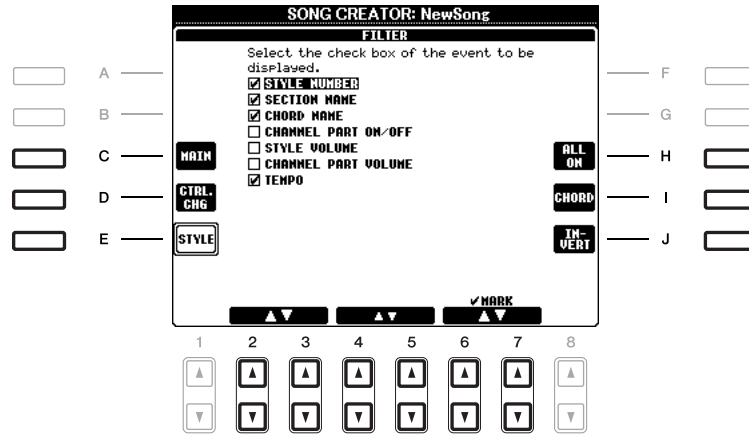 SONG CREATOR: NewSong
FILTER
Select the check box of the event to be
displayed.
STYLE NUMBER
SECTION NAME
CHORD NAME
CHANNEL PART ON/OFF
STYLE VOLUME
CHANNEL PART VOLUME
TEMPO
A
B
C
D
E
MAIN
CTRL.
CHG
STYLE
F
G
H
I
J
ALL
ON
CHORD
IN-
VERT
MARK
1 2 3 4 5 6 7 8